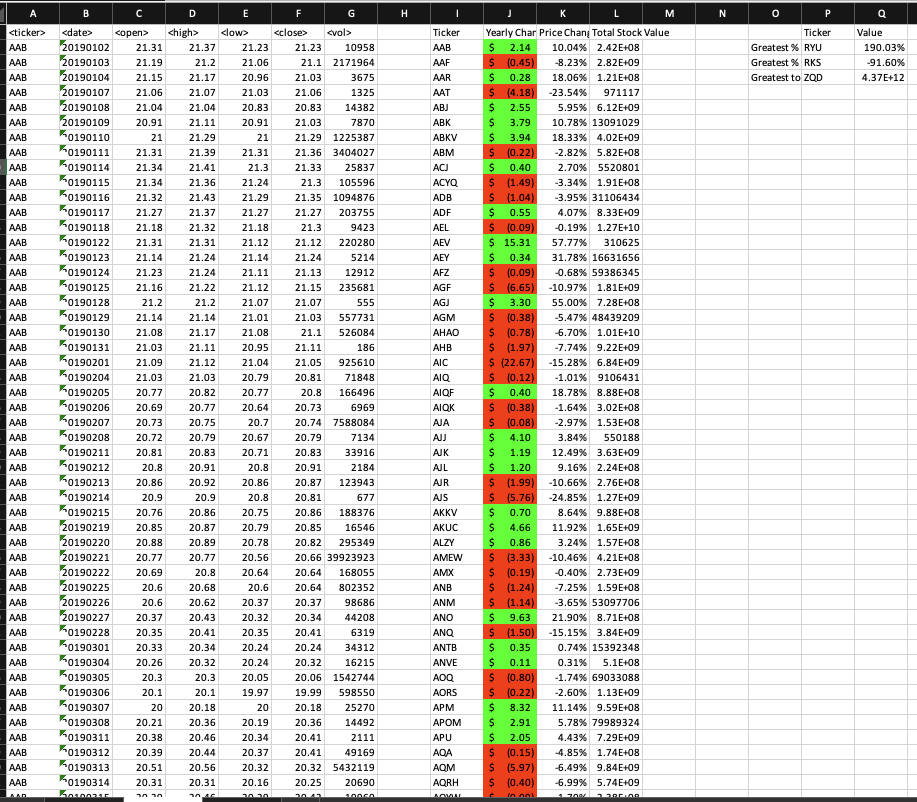 A B C D E F G H I J K L M N O P Q
<ticker> <date> <open> <high> <low> <close> <vol> Ticker Yearly Chan Price Chang Total Stock Value Ticker Value
AAB 20190102 21.31 21.37 21.23 21.23 10958 AAB $ 2.14 10.04% 2.42E+08 Greatest % RYU 190.03%
AAB 20190103 21.19 21.2 21.06 21.1 2171964 AAF $ (0.45) -8.23% 2.82E+09 Greatest % RKS -91.60%
AAB 20190104 21.15 21.17 20.96 21.03 3675 AAR $ 0.28 18.06% 1.21E+08 Greatest to ZQD 4.37E+12
AAB 20190107 21.06 21.07 21.03 21.06 1325 AAT $ (4.18) -23.54% 971117
AAB 20190108 21.04 21.04 20.83 20.83 14382 ABJ $ 2.55 5.95% 6.12E+09
AAB 20190109 20.91 21.11 20.91 21.03 7870 ABK $ 3.79 10.78% 13091029
AAB 20190110 21 21.29 21 21.29 1225387 ABKV $ 3.94 18.33% 4.02E+09
AAB 20190111 21.31 21.39 21.31 21.36 3404027 ABM $ (0.22) -2.82% 5.82E+08
AAB 20190114 21.34 21.41 21.3 21.33 25837 ACJ $ 0.40 2.70% 5520801
AAB 20190115 21.34 21.36 21.24 21.3 105596 ACYQ $ (1.49) -3.34% 1.91E+08
AAB 20190116 21.32 21.43 21.29 21.35 1094876 ADB $ (1.04) -3.95% 31106434
AAB 20190117 21.27 21.37 21.27 21.27 203755 ADF $ 0.55 4.07% 8.33E+09
AAB 20190118 21.18 21.32 21.18 21.3 9423 AEL $ (0.09) -0.19% 1.27E+10
AAB 20190122 21.31 21.31 21.12 21.12 220280 AEV $ 15.31 57.77% 310625
AAB 20190123 21.14 21.24 21.14 21.24 5214 AEY $ 0.34 31.78% 16631656
AAB 20190124 21.23 21.24 21.11 21.13 12912 AFZ $ (0.09) -0.68% 59386345
AAB 20190125 21.16 21.22 21.12 21.15 235681 AGF $ (6.65) -10.97% 1.81E+09
AAB 20190128 21.2 21.2 21.07 21.07 555 AGJ $ 3.30 55.00% 7.28E+08
AAB 20190129 21.14 21.14 21.01 21.03 557731 AGM $ (0.38) -5.47% 48439209
AAB 20190130 21.08 21.17 21.08 21.1 526084 AHAO $ (0.78) -6.70% 1.01E+10
AAB 20190131 21.03 21.11 20.95 21.11 186 AHB $ (1.97) -7.74% 9.22E+09
AAB 20190201 21.09 21.12 21.04 21.05 925610 AIC $ (22.67) -15.28% 6.84E+09
AAB 20190204 21.03 21.03 20.79 20.81 71848 AIQ $ (0.12) -1.01% 9106431
AAB 20190205 20.77 20.82 20.77 20.8 166496 AIQF $ 0.40 18.78% 8.88E+08
AAB 20190206 20.69 20.77 20.64 20.73 6969 AIQK $ (0.38) -1.64% 3.02E+08
AAB 20190207 20.73 20.75 20.7 20.74 7588084 AJA $ (0.08) -2.97% 1.53E+08
AAB 20190208 20.72 20.79 20.67 20.79 7134 AJJ $ 4.10 3.84% 550188
AAB 20190211 20.81 20.83 20.71 20.83 33916 AJK $ 1.19 12.49% 3.63E+09
AAB 20190212 20.8 20.91 20.8 20.91 2184 AJL $ 1.20 9.16% 2.24E+08
AAB 20190213 20.86 20.92 20.86 20.87 123943 AJR $ (1.99) -10.66% 2.76E+08
AAB 20190214 20.9 20.9 20.8 20.81 677 AJS $ (5.76) -24.85% 1.27E+09
AAB 20190215 20.76 20.86 20.75 20.86 188376 AKKV $ 0.70 8.64% 9.88E+08
AAB 20190219 20.85 20.87 20.79 20.85 16546 AKUC $ 4.66 11.92% 1.65E+09
AAB 20190220 20.88 20.89 20.78 20.82 295349 ALZY $ 0.86 3.24% 1.57E+08
AAB 20190221 20.77 20.77 20.56 20.66 39923923 AMEW $ (3.33) -10.46% 4.21E+08
AAB 20190222 20.69 20.8 20.64 20.64 168055 AMX $ (0.19) -0.40% 2.73E+09
AAB 20190225 20.6 20.68 20.6 20.64 802352 ANB $ (1.24) -7.25% 1.59E+08
AAB 20190226 20.6 20.62 20.37 20.37 98686 ANM $ (1.14) -3.65% 53097706
AAB 20190227 20.37 20.43 20.32 20.34 44208 ANO $ 9.63 21.90% 8.71E+08
AAB 20190228 20.35 20.41 20.35 20.41 6319 ANQ $ (1.50) -15.15% 3.84E+09
AAB 20190301 20.33 20.34 20.24 20.24 34312 ANTB $ 0.35 0.74% 15392348
AAB 20190304 20.26 20.32 20.24 20.32 16215 ANVE $ 0.11 0.31% 5.1E+08
AAB 20190305 20.3 20.3 20.05 20.06 1542744 AOQ $ (0.80) -1.74% 69033088
AAB 20190306 20.1 20.1 19.97 19.99 598550 AORS $ (0.22) -2.60% 1.13E+09
AAB 20190307 20 20.18 20 20.18 25270 APM $ 8.32 11.14% 9.59E+08
AAB 20190308 20.21 20.36 20.19 20.36 14492 APOM $ 2.91 5.78% 79989324
AAB 20190311 20.38 20.46 20.34 20.41 2111 APU $ 2.05 4.43% 7.29E+09
AAB 20190312 20.39 20.44 20.37 20.41 49169 AQA $ (0.15) -4.85% 1.74E+08
AAB 20190313 20.51 20.56 20.32 20.32 5432119 AQM $ (5.97) -6.49% 9.84E+09
AAB 20190314 20.31 20.31 20.16 20.25 20690 AQRH $ (0.40) -6.99% 5.74E+09